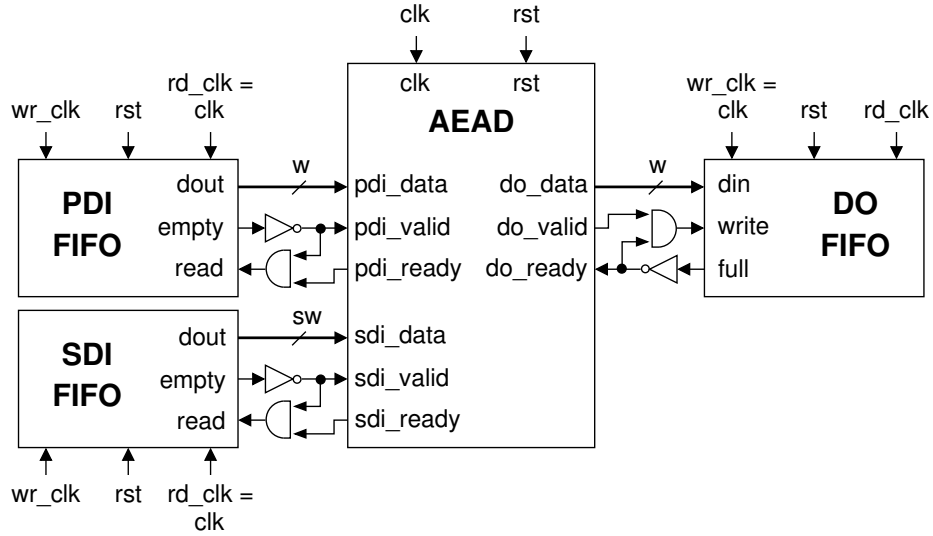 clk
rst
rd_clk =
wr_clk
rst
clk
clk
rst
AEAD
wr_clk =
clk
rst
rd_clk
PDI
FIFO
dout
empty
read
w
pdi_data
pdi_valid
pdi_ready
do_data
do_valid
do_ready
w
din
write
full
DO
FIFO
SDI
FIFO
dout
empty
read
sw
sdi_data
sdi_valid
sdi_ready
wr_clk
rst
rd_clk =
clk